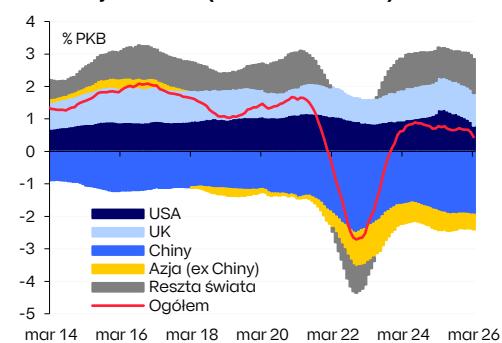 4
% PKB
3
2
1
0
-1
-2
-3
-4
-5
USA
UK
Chiny
Azja (ex Chiny)
Reszta świata
Ogółem
mar 14 mar 16 mar 18 mar 20 mar 22 mar 24 mar 26